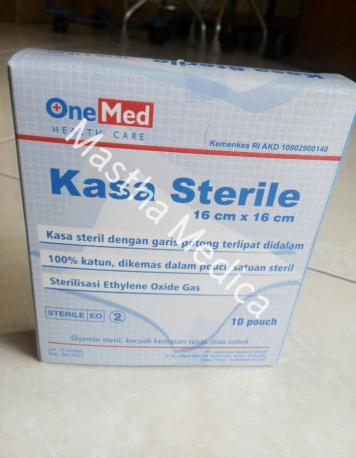 Kasa Sterile
OneMed
HEALTH CARE
Kemenkes RI AKD 10902900140
Kasa Sterile
16 cm x 16 cm
Kasa steril dengan garis potong terlipat didalam
100% katun, dikemas dalam pouch satuan steril
Sterilisasi Ethylene Oxide Gas
STERILE EO 2
10 pouch
Dijamin steril, kecuali kemasan rusak atau sobek
Mastha Medica